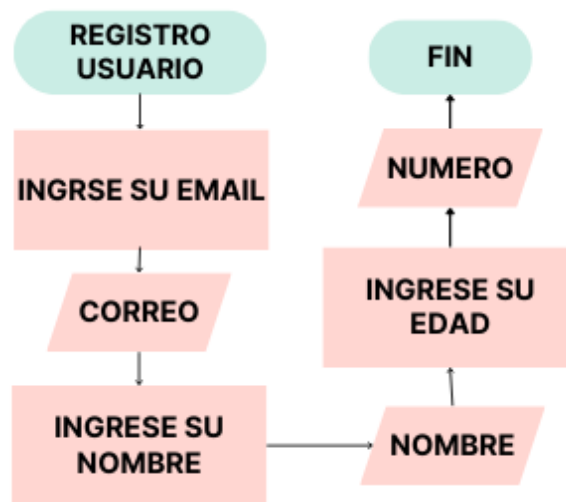 REGISTRO
USUARIO
INGRSE SU EMAIL
CORREO
INGRESE SU
NOMBRE
NOMBRE
INGRESE SU
EDAD
NUMERO
FIN